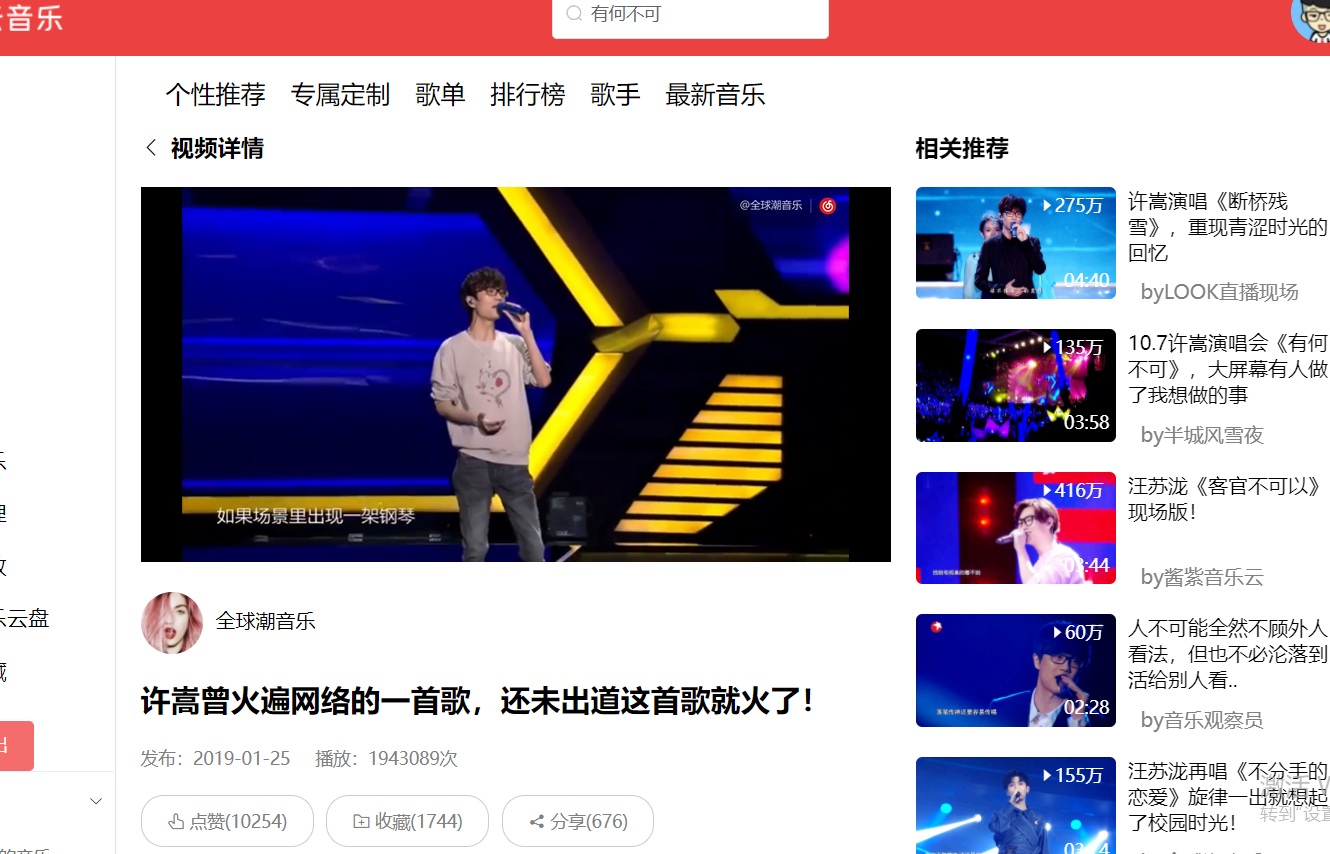 云音乐
有何不可
个性推荐 专属定制 歌单 排行榜 歌手 最新音乐
视频详情
@全球潮音乐
如果场景里出现一架钢琴
全球潮音乐
许嵩曾火遍网络的一首歌，还未出道这首歌就火了！
发布：2019-01-25 播放：1943089次
点赞(10254) 收藏(1744) 分享(676)
相关推荐
275万
04:40
许嵩演唱《断桥残
雪》，重现青涩时光的
回忆
byLOOK直播现场
135万
03:58
10.7许嵩演唱会《有何
不可》，大屏幕有人做
了我想做的事
by半城风雪夜
416万
03:44
汪苏泷《客官不可以》
现场版！
by酱紫音乐云
60万
02:28
人不可能全然不顾外人
看法，但也不必沦落到
活给别人看..
by音乐观察员
155万
汪苏泷再唱《不分手的
恋爱》旋律一出就想起
了校园时光！
乐云盘
出
的音乐
激活
转到"设置